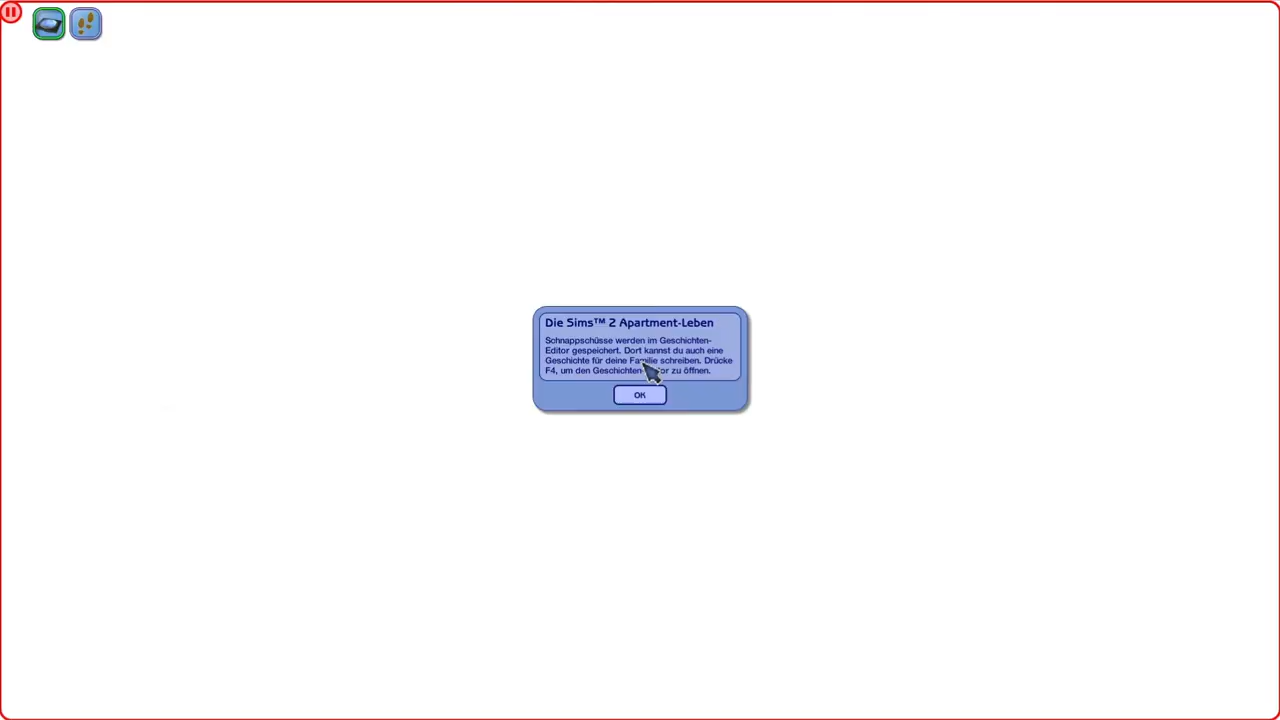 Die Sims™ 2 Apartment-Leben
Schnappschüsse werden im Geschichten-
Editor gespeichert. Dort kannst du auch eine
Geschichte für deine Familie schreiben. Drücke
F4, um den Geschichten- zu öffnen.
OK